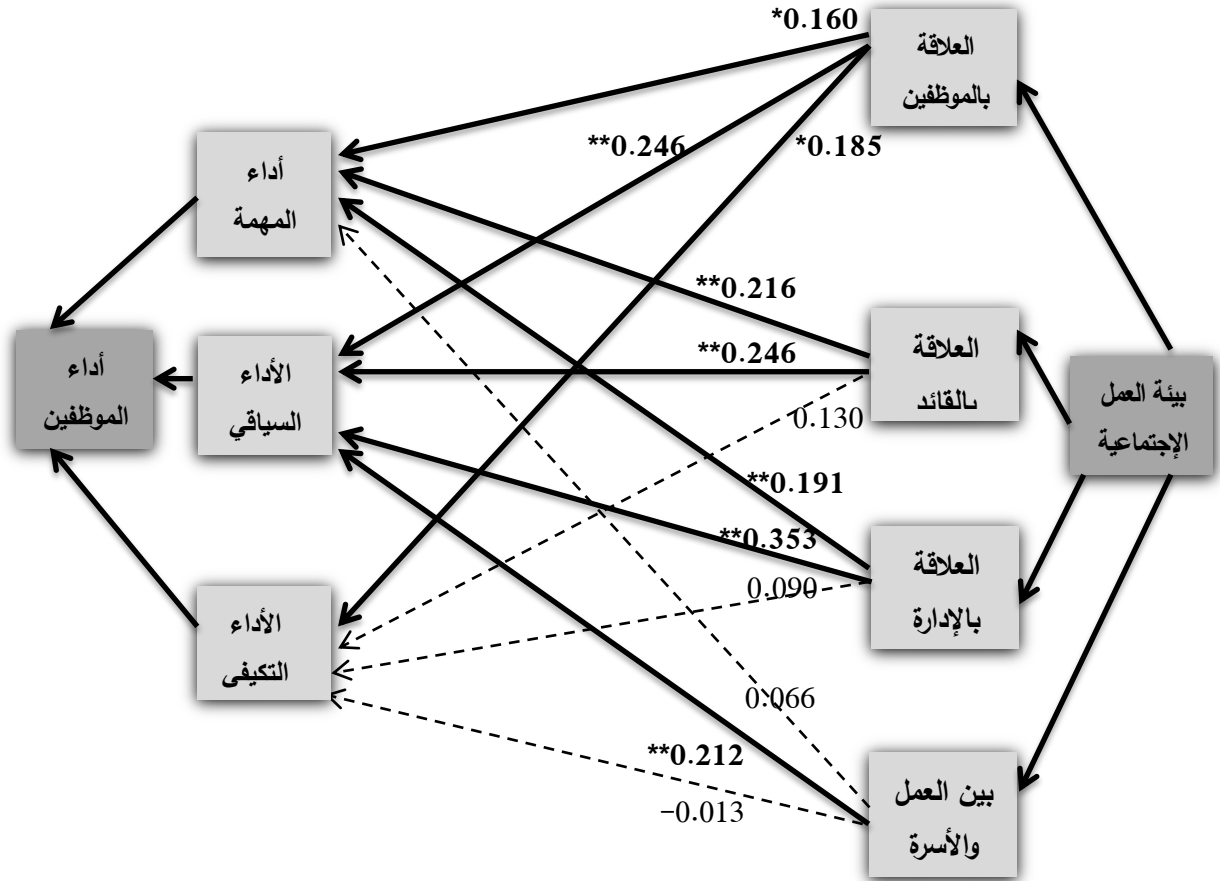 *0.160
العلاقة
بالموظفين
**0.246
*0.185
أداء
المهمة
**0.216
العلاقة
بالقائد
**0.246
0.130
بيئة العمل
الإجتماعية
الأداء
السياقي
أداء
الموظفين
**0.191
**0.353
العلاقة
بالإدارة
0.090
الأداء
التكيفى
0.066
**0.212
−0.013
بين العمل
والأسرة